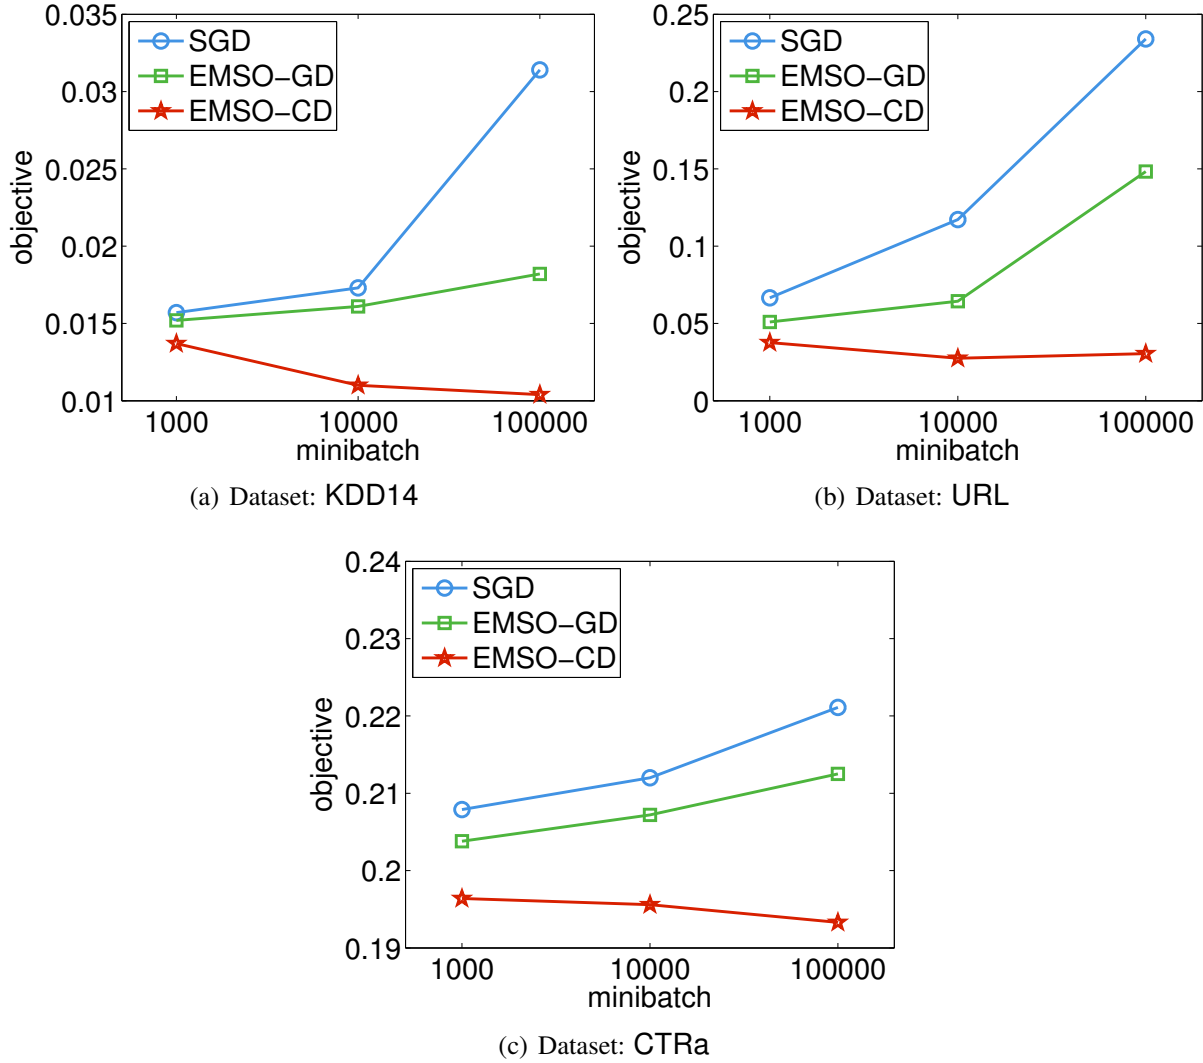 0.035
0.03
0.025
0.02
0.015
0.01
objective
SGD
EMSO-GD
EMSO-CD
1000 10000 100000
minibatch
(a) Dataset: KDD14
0.25
0.2
0.15
0.1
0.05
0
objective
SGD
EMSO-GD
EMSO-CD
1000 10000 100000
minibatch
(b) Dataset: URL
0.24
0.23
0.22
0.21
0.2
0.19
objective
SGD
EMSO-GD
EMSO-CD
1000 10000 100000
minibatch
(c) Dataset: CTRa